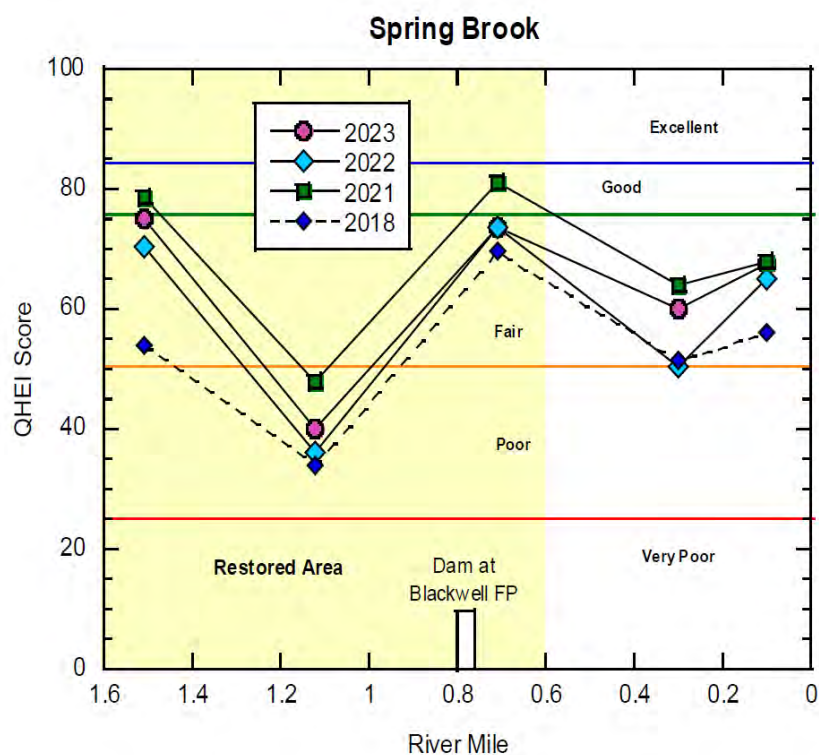 Spring Brook
100
80
60
40
20
0
QHEI Score
2023
2022
2021
2018
Excellent
Good
Fair
Poor
Very Poor
Restored Area
Dam at
Blackwell FP
1.6 1.4 1.2 1 0.8 0.6 0.4 0.2 0
River Mile